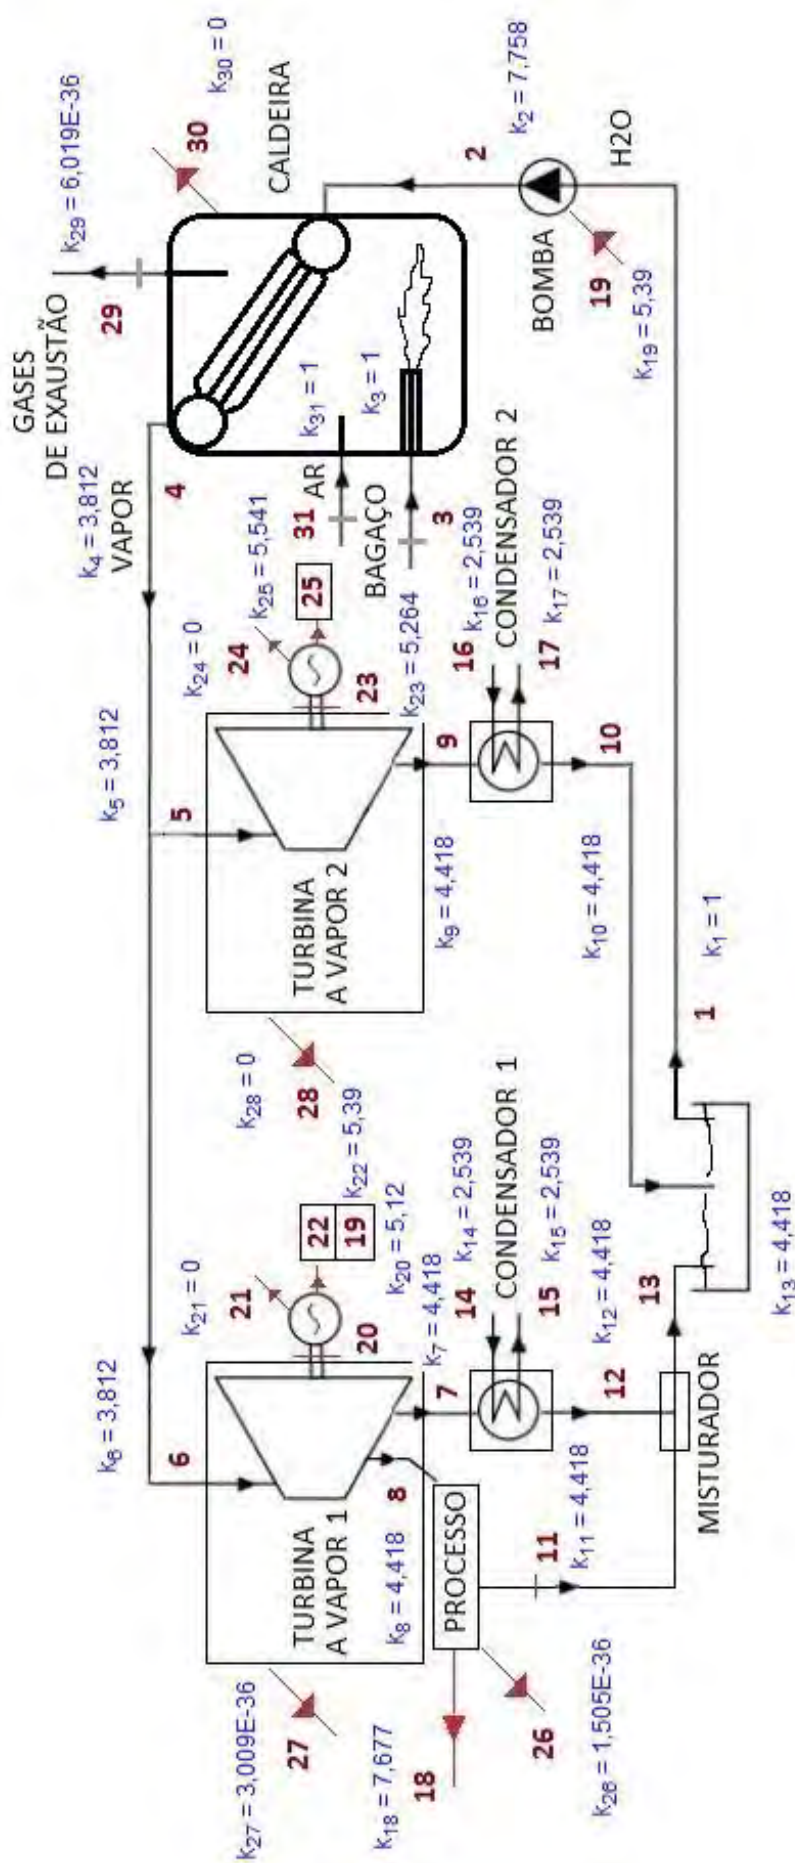 GASES
DE EXAUSTÃO
29
k29 = 6,019E-36
30
k30 = 0
CALDEIRA
k4 = 3,812
VAPOR
4
k31 = 1
k3 = 1
31
AR
BAGAÇO
3
2
k2 = 7,758
BOMBA
H2O
19
k19 = 5,39
k5 = 3,812
5
k24 = 0
24
k25 = 5,541
25
23
k23 = 5,264
TURBINA
A VAPOR 2
28
k28 = 0
9
k9 = 4,418
16
k16 = 2,539
CONDENSADOR 2
17
k17 = 2,539
10
k10 = 4,418
1
k1 = 1
k6 = 3,812
6
k21 = 0
21
22
19
k22 = 5,39
20
k20 = 5,12
TURBINA
A VAPOR 1
27
k27 = 3,009E-36
8
k8 = 4,418
7
k7 = 4,418
14
k14 = 2,539
CONDENSADOR 1
15
k15 = 2,539
12
k12 = 4,418
PROCESSO
18
k18 = 7,677
26
k26 = 1,505E-36
11
k11 = 4,418
MISTURADOR
13
k13 = 4,418